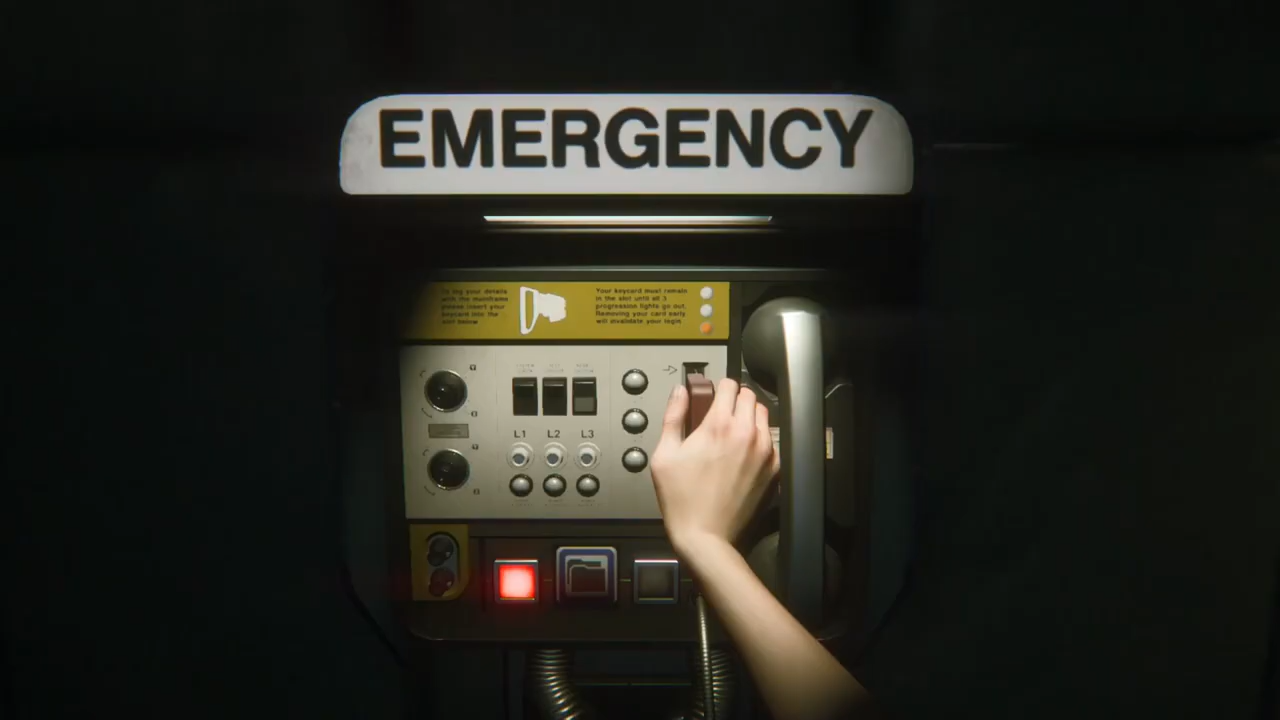 EMERGENCY
To log your details
with the mainframe
please insert your
keycard into the
slot below
Your keycard must remain
in the slot until all 3
progression lights go out.
Removing your card early
will invalidate your login
L1 L2 L3